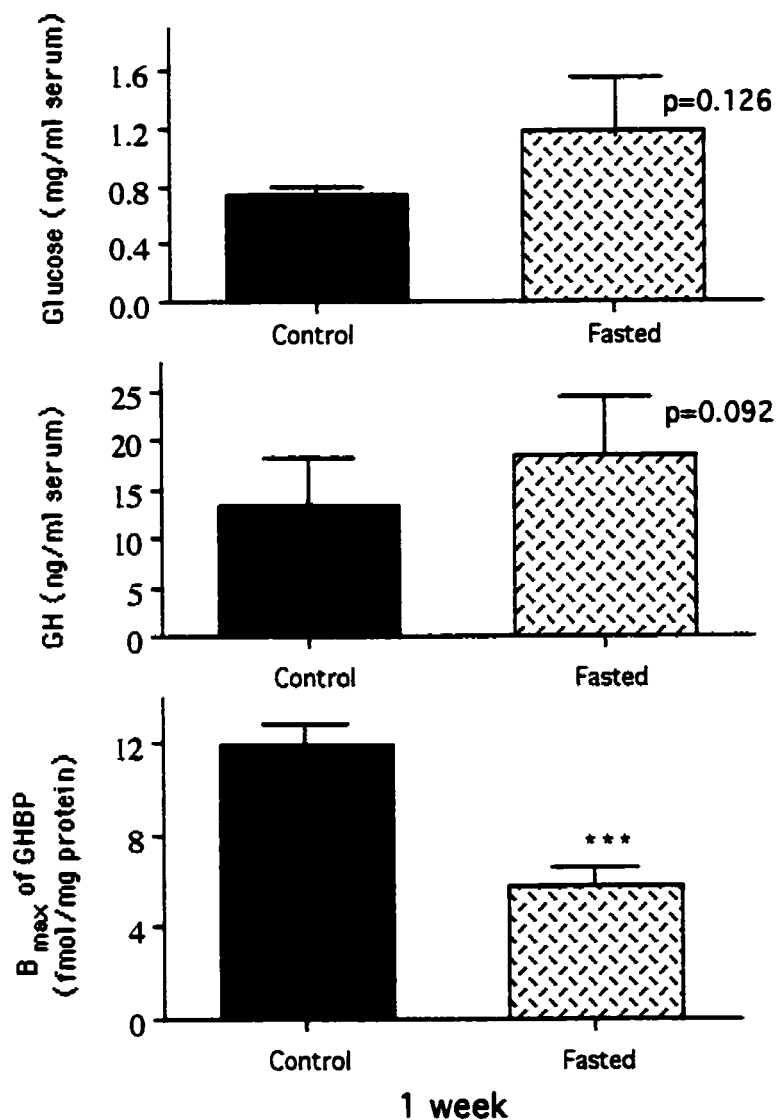 Glucose (mg/ml serum)
1.6
1.2
0.8
0.4
0.0
p=0.126
Control
Fasted
GH (ng/ml serum)
25
20
15
10
5
0
p=0.092
Control
Fasted
B max of GHBP
(fmol/mg protein)
12
8
4
0
***
Control
Fasted
1 week